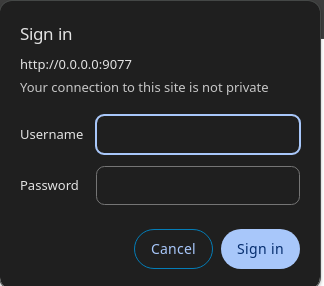 Sign in
http://0.0.0.0:9077
Your connection to this site is not private
Username
Password
Cancel Sign in